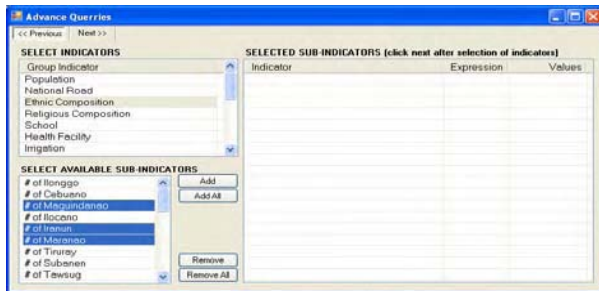 Advance Querries
<< Previous Next >>
SELECT INDICATORS
Group Indicator
Population
National Road
Ethnic Composition
Religious Composition
School
Health Facility
Irrigation
SELECT AVAILABLE SUB-INDICATORS
# of Ilonggo
# of Cebuano
# of Maguindanao
# of Ilocano
# of Iranun
# of Maranao
# of Tiruray
# of Subanen
# of Tawsug
Add
Add All
Remove
Remove All
SELECTED SUB-INDICATORS (click next after selection of indicators)
Indicator Expression Values